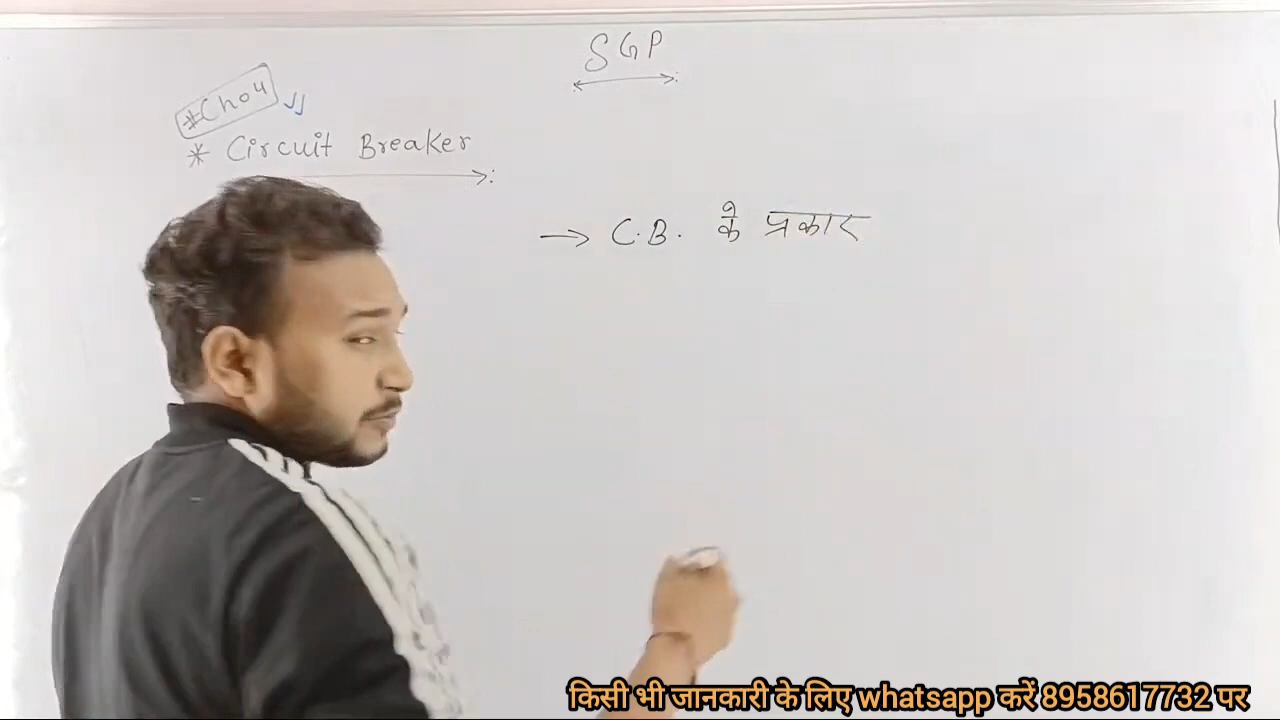 SGP
#Ch04
* Circuit Breaker
→ C.B. के प्रकार
किसी भी जानकारी के लिए whatsapp करें 8958617732 पर